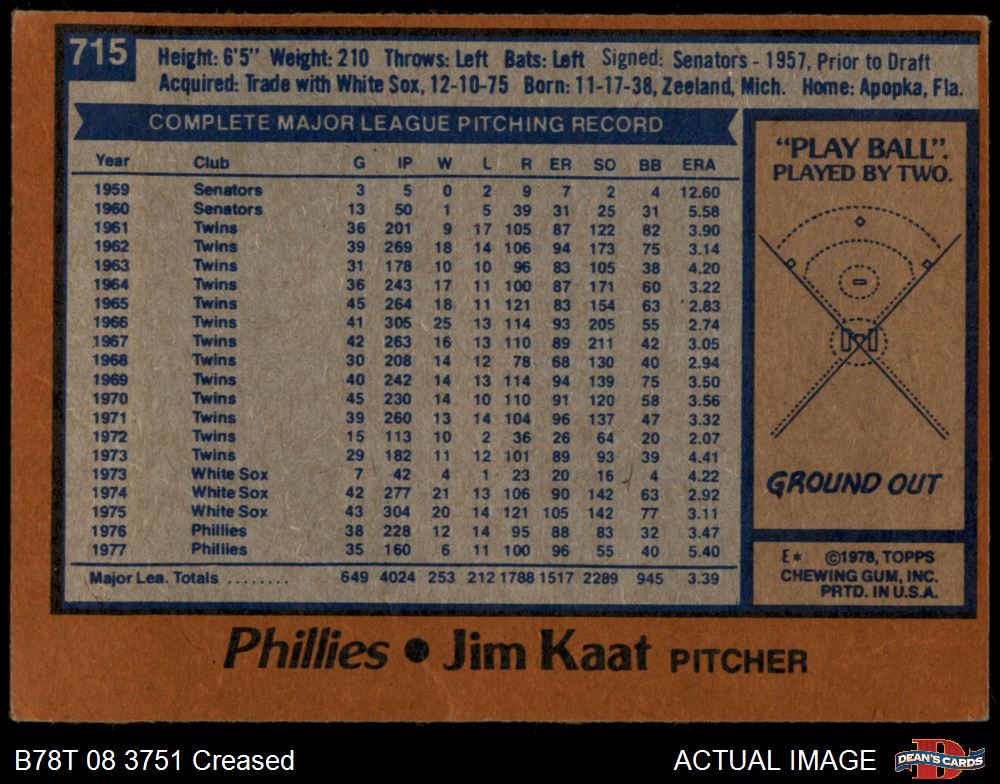 715
Height: 6'5" Weight: 210 Throws: Left Bats: Left Signed: Senators - 1957, Prior to Draft
Acquired: Trade with White Sox, 12-10-75 Born: 11-17-38, Zeeland, Mich. Home: Apopka, Fla.
COMPLETE MAJOR LEAGUE PITCHING RECORD
Year Club G IP W L R ER SO BB ERA
1959 Senators 3 5 0 2 9 7 2 4 12.60
1960 Senators 13 50 1 5 39 31 25 31 5.58
1961 Twins 36 201 9 17 105 87 122 82 3.90
1962 Twins 39 269 18 14 106 94 173 75 3.14
1963 Twins 31 178 10 10 96 83 105 38 4.20
1964 Twins 36 243 17 11 100 87 171 60 3.22
1965 Twins 45 264 18 11 121 83 154 63 2.83
1966 Twins 41 305 25 13 114 93 205 55 2.74
1967 Twins 42 263 16 13 110 89 211 42 3.05
1968 Twins 30 208 14 12 78 68 130 40 2.94
1969 Twins 40 242 14 13 114 94 139 75 3.50
1970 Twins 45 230 14 10 110 91 120 58 3.56
1971 Twins 39 260 13 14 104 96 137 47 3.32
1972 Twins 15 113 10 2 36 26 64 20 2.07
1973 Twins 29 182 11 12 101 89 93 39 4.41
1973 White Sox 7 42 4 1 23 20 16 4 4.22
1974 White Sox 42 277 21 13 106 90 142 63 2.92
1975 White Sox 43 304 20 14 121 105 142 77 3.11
1976 Phillies 38 228 12 14 95 88 83 32 3.47
1977 Phillies 35 160 6 11 100 96 55 40 5.40
Major Lea. Totals ........ 649 4024 253 212 1788 1517 2289 945 3.39
"PLAY BALL".
PLAYED BY TWO.
GROUND OUT
E* ©1978, TOPPS
CHEWING GUM, INC.
PRTD. IN U.S.A.
Phillies ● Jim Kaat PITCHER
B78T 08 3751 Creased
ACTUAL IMAGE
D
DEAN'S CARDS